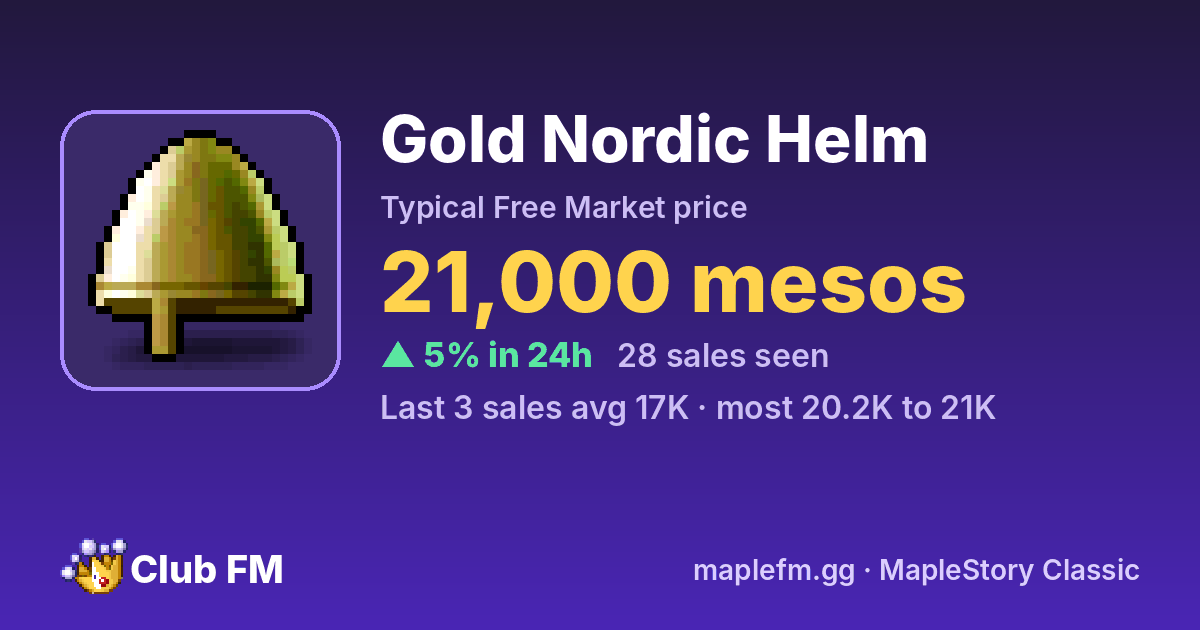 Gold Nordic Helm
Typical Free Market price
21,000 mesos
▲ 5% in 24h 28 sales seen
Last 3 sales avg 17K · most 20.2K to 21K
Club FM
maplefm.gg · MapleStory Classic